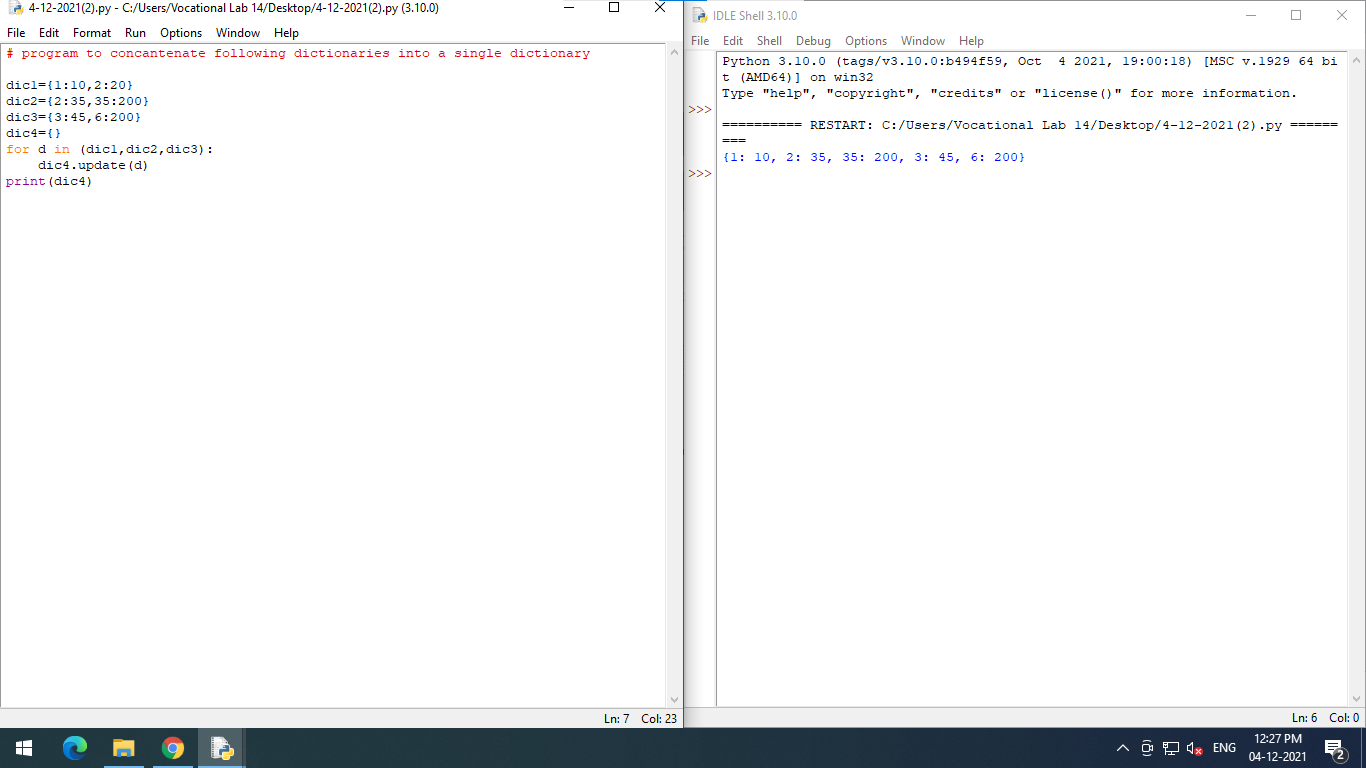 4-12-2021(2).py - C:/Users/Vocational Lab 14/Desktop/4-12-2021(2).py (3.10.0)
File Edit Format Run Options Window Help
# program to concantenate following dictionaries into a single dictionary
dic1={1:10,2:20}
dic2={2:35,35:200}
dic3={3:45,6:200}
dic4={}
for d in (dic1,dic2,dic3):
    dic4.update(d)
print(dic4)
Ln: 7 Col: 23
IDLE Shell 3.10.0
File Edit Shell Debug Options Window Help
Python 3.10.0 (tags/v3.10.0:b494f59, Oct  4 2021, 19:00:18) [MSC v.1929 64 bi
t (AMD64)] on win32
Type "help", "copyright", "credits" or "license()" for more information.
>>>
========== RESTART: C:/Users/Vocational Lab 14/Desktop/4-12-2021(2).py ======
===
{1: 10, 2: 35, 35: 200, 3: 45, 6: 200}
>>>
Ln: 6 Col: 0
ENG
12:27 PM
04-12-2021
2